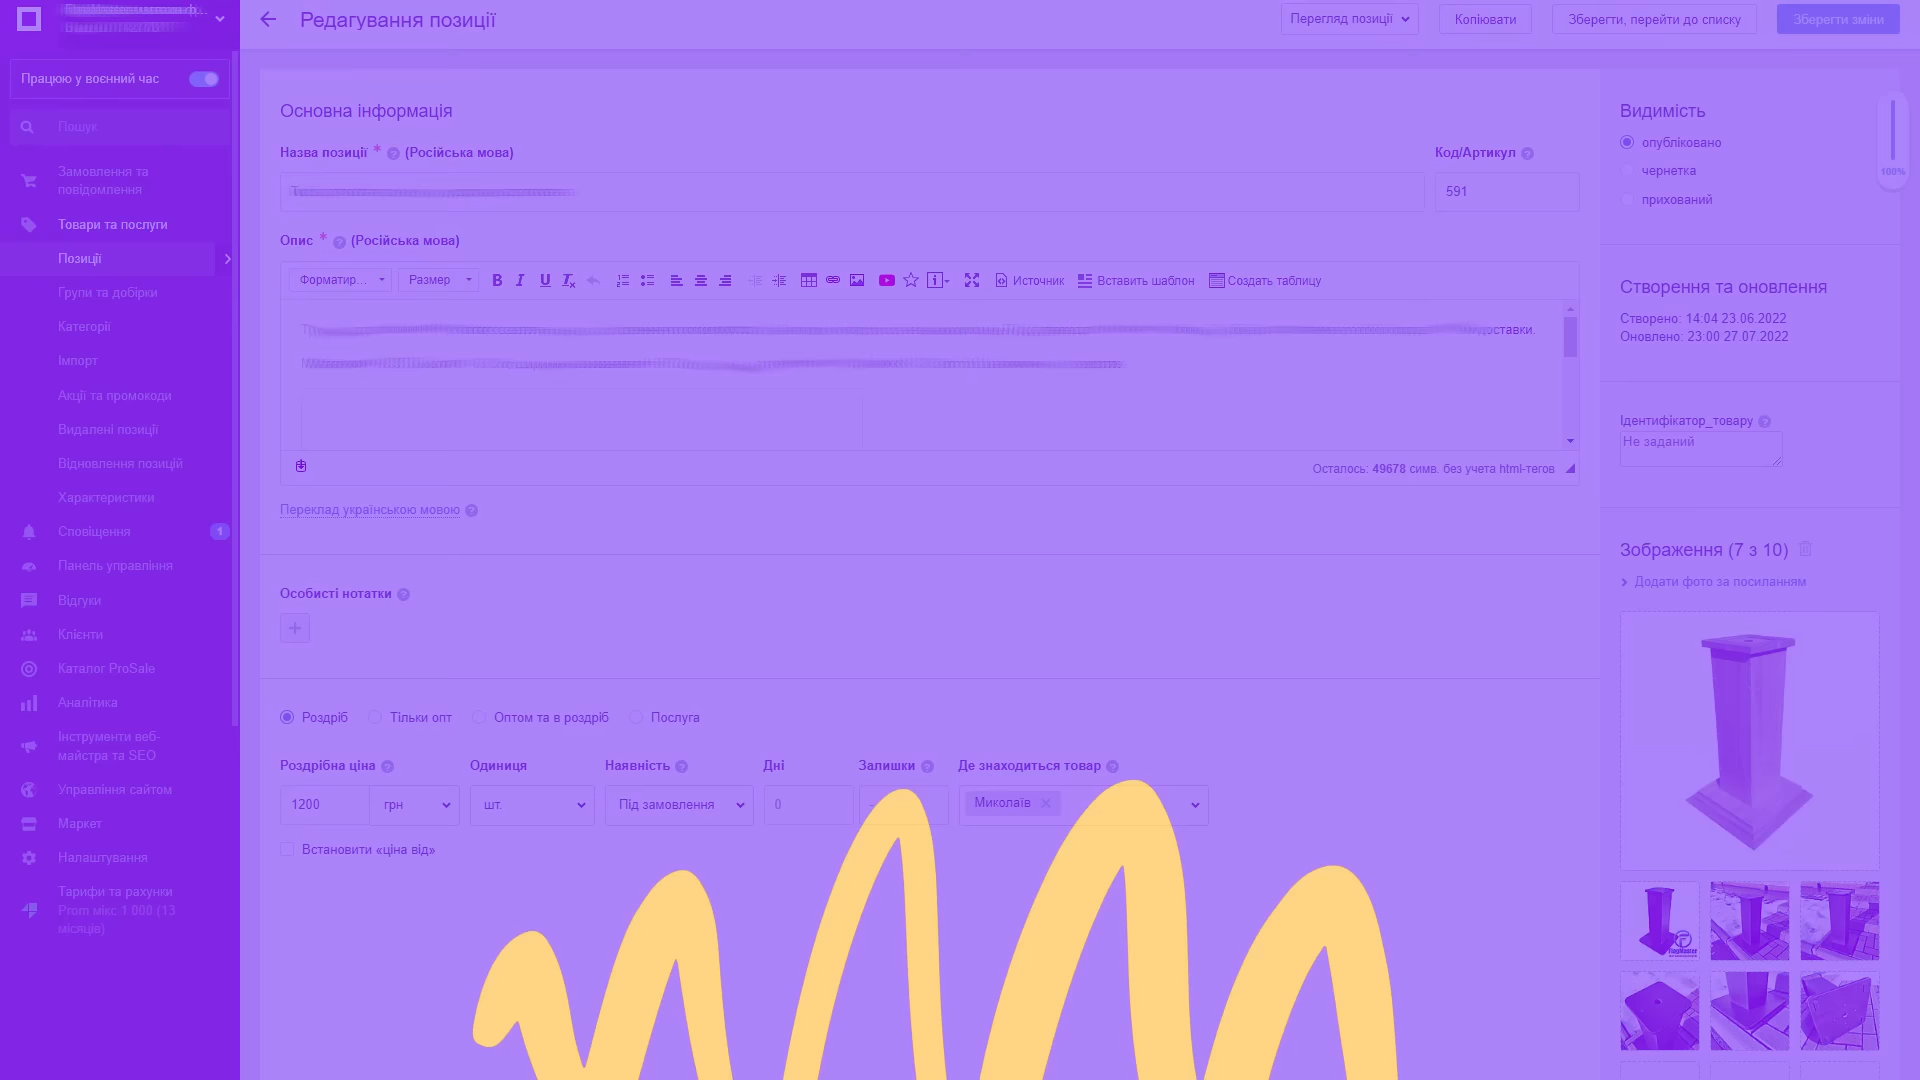 Редагування позиції
Перегляд позиції
Копіювати
Зберегти, перейти до списку
Зберегти зміни
Працюю у воєнний час
Пошук
Замовлення та
повідомлення
Товари та послуги
Позиції
Групи та добірки
Категорії
Імпорт
Акції та промокоди
Видалені позиції
Відновлення позицій
Характеристики
Сповіщення
1
Панель управління
Відгуки
Клієнти
Каталог ProSale
Аналітика
Інструменти веб-
майстра та SEO
Управління сайтом
Маркет
Налаштування
Тарифи та рахунки
Prom мікс 1 000 (13
місяців)
Основна інформація
Назва позиції * (Російська мова)
Код/Артикул
591
Опис * (Російська мова)
Форматир...
Размер
Источник
Вставить шаблон
Создать таблицу
доставки.
Осталось: 49678 симв. без учета html-тегов
Переклад українською мовою
Особисті нотатки
Роздріб
Тільки опт
Оптом та в роздріб
Послуга
Роздрібна ціна
Одиниця
Наявність
Дні
Залишки
Де знаходиться товар
1200
грн
шт.
Під замовлення
0
Миколаїв
Встановити «ціна від»
Видимість
опубліковано
чернетка
прихований
100%
Створення та оновлення
Створено: 14:04 23.06.2022
Оновлено: 23:00 27.07.2022
Ідентифікатор_товару
Не заданий
Зображення (7 з 10)
Додати фото за посиланням